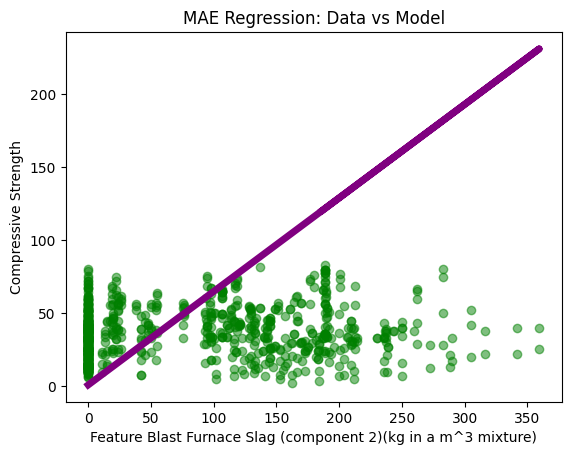 MAE Regression: Data vs Model
Compressive Strength
200
150
100
50
0
0 50 100 150 200 250 300 350
Feature Blast Furnace Slag (component 2)(kg in a m^3 mixture)